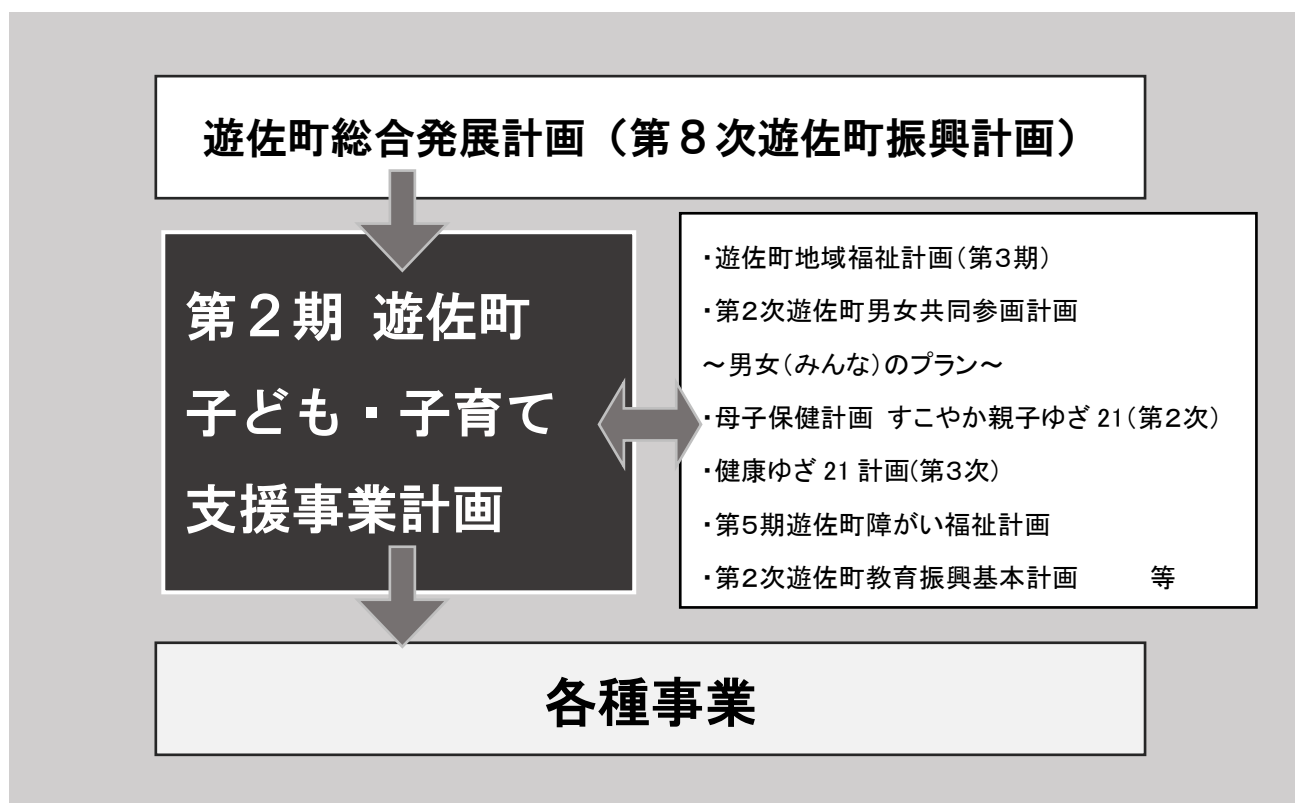 遊佐町総合発展計画（第８次遊佐町振興計画）
第２期 遊佐町
子ども・子育て
支援事業計画
・遊佐町地域福祉計画（第３期）
・第２次遊佐町男女共同参画計画
～男女（みんな）のプラン～
・母子保健計画 すこやか親子ゆざ 21（第２次）
・健康ゆざ 21 計画(第３次)
・第５期遊佐町障がい福祉計画
・第２次遊佐町教育振興基本計画　　　等
各種事業